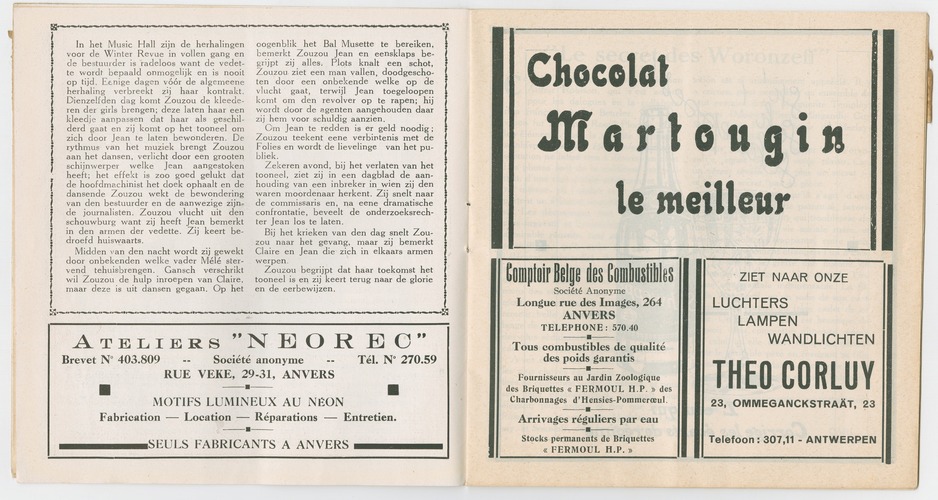 In het Music Hall zijn de herhalingen
voor de Winter Revue in vollen gang en
de bestuurder is radeloos want de vedet-
te wordt bepaald onmogelijk en is nooit
op tijd. Eenige dagen vóór de algemeene
herhaling verbreekt zij haar kontrakt.
Dienzelfden dag komt Zouzou de kleede-
ren der girls brengen; deze laten haar een
kleedje aanpassen dat haar als geschil-
derd gaat en zij komt op het tooneel om
zich door Jean te laten bewonderen. De
rythmus van het muziek brengt Zouzou
aan het dansen, verlicht door een grooten
schijnwerper welke Jean aangestoken
heeft; het effekt is zoo goed gelukt dat
de hoofdmachinist het doek ophaalt en de
dansende Zouzou wekt de bewondering
van den bestuurder en de aanwezige zijn-
de journalisten. Zouzou vlucht uit den
schouwburg want zij heeft Jean bemerkt
in den armen der vedette. Zij keert be-
droefd huiswaarts.
Midden van den nacht wordt zij gewekt
door onbekenden welke vader Mélé ster-
vend tehuisbrengen. Gansch verschrikt
wil Zouzou de hulp inroepen van Claire,
maar deze is uit dansen gegaan. Op het
oogenblik het Bal Musette te bereiken,
bemerkt Zouzou Jean en eensklaps be-
grijpt zij alles. Plots knalt een schot,
Zouzou ziet een man vallen, doodgescho-
ten door een onbekende welke op de
vlucht gaat, terwijl Jean toegeloopen
komt om den revolver op te rapen; hij
wordt door de agenten aangehouden daar
zij hem voor schuldig aanzien.
Om Jean te redden is er geld noodig;
Zouzou teekent eene verbintenis met de
Folies en wordt de lievelinge van het pu-
bliek.
Zekeren avond, bij het verlaten van het
tooneel, ziet zij in een dagblad de aan-
houding van een inbreker in wien zij den
waren moordenaar herkent. Zij snelt naar
de commissaris en, na eene dramatische
confrontatie, beveelt de onderzoeksrech-
ter Jean los te laten.
Bij het krieken van den dag snelt Zou-
zou naar het gevang, maar zij bemerkt
Claire en Jean die zich in elkaars armen
werpen.
Zouzou begrijpt dat haar toekomst het
tooneel is en zij keert terug naar de glorie
en de eerbewijzen.
ATELIERS "NEOREC"
Brevet N° 403.809 -- Société anonyme -- Tél. N° 270.59
RUE VEKE, 29-31, ANVERS
MOTIFS LUMINEUX AU NEON
Fabrication — Location — Réparations — Entretien.
SEULS FABRICANTS A ANVERS
Chocolat
Martougin
le meilleur
Comptoir Belge des Combustibles
Société Anonyme
Longue rue des Images, 264
ANVERS
TELEPHONE: 570.40
Tous combustibles de qualité
des poids garantis
Fournisseurs au Jardin Zoologique
des Briquettes « FERMOUL H.P. » des
Charbonnages d'Hensies-Pommerœul.
Arrivages réguliers par eau
Stocks permanents de Briquettes
« FERMOUL H.P. »
ZIET NAAR ONZE
LUCHTERS
LAMPEN
WANDLICHTEN
THEO CORLUY
23, OMMEGANCKSTRAÄT, 23
Telefoon: 307,11 - ANTWERPEN